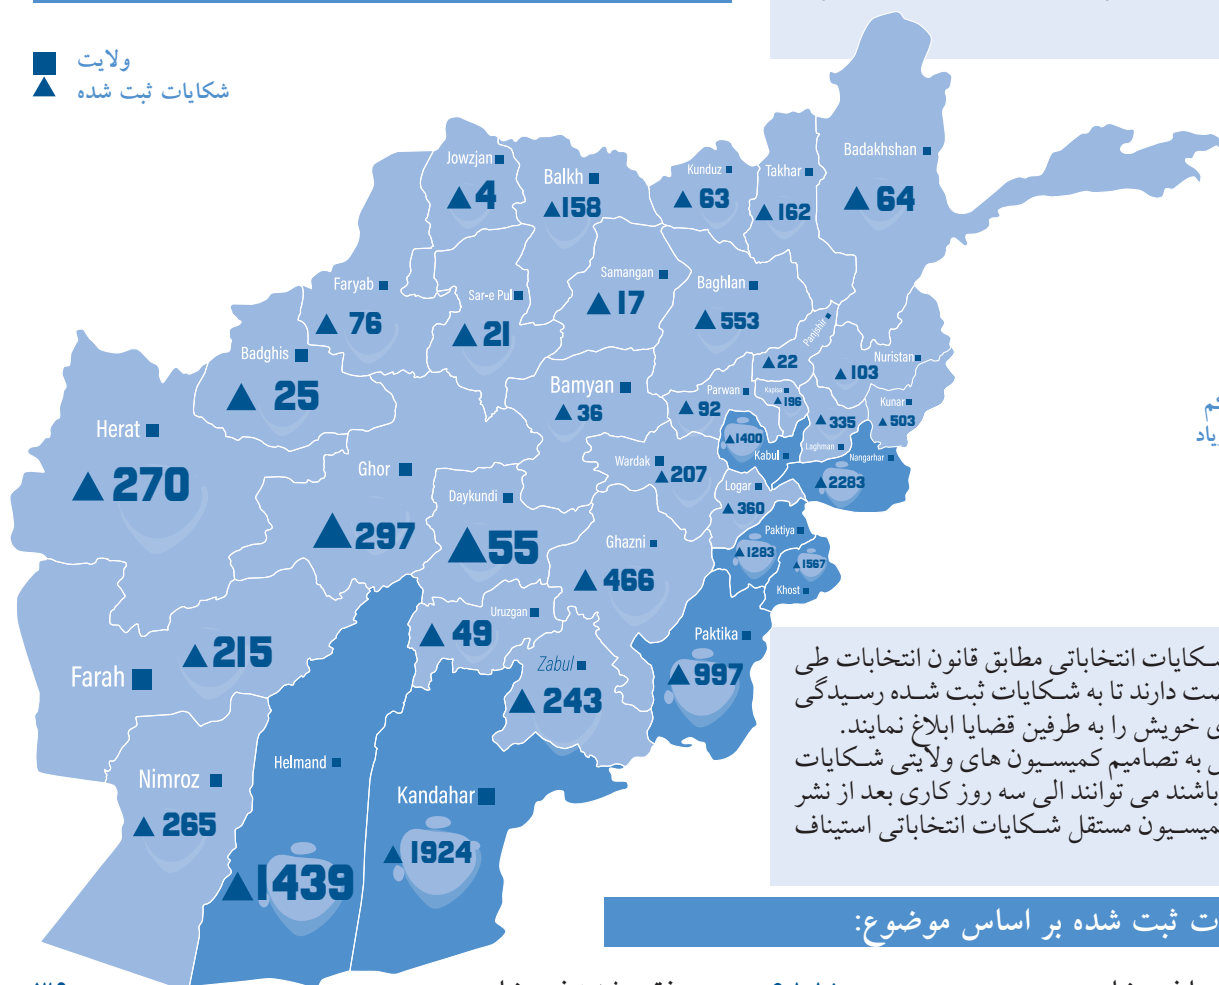 ولایت
شکایات ثبت شده
Badakhshan
64
Jowzjan
4
Balkh
158
Kunduz
63
Takhar
162
Faryab
76
Sar-e Pul
21
Samangan
17
Baghlan
553
Panjshir
22
Nuristan
103
Badghis
25
Bamyan
36
Parwan
92
Kapisa
196
Kunar
503
335
Laghman
Herat
270
1400
Kabul
Nangarhar
2283
Ghor
297
Wardak
207
Daykundi
55
Logar
360
Ghazni
466
Paktiya
1283
1567
Khost
Uruzgan
49
Farah
215
Zabul
243
Paktika
997
Nimroz
265
Helmand
1439
Kandahar
1924
کم
زیاد
شکایات انتخاباتی مطابق قانون انتخابات طی
دارند تا به شکایات ثبت شده رسیدگی
خویش را به طرفین قضایا ابلاغ نمایند.
به تصامیم کمیسیون های ولایتی شکایات
باشند می توانند الی سه روز کاری بعد از نشر
کمیسیون مستقل شکایات انتخاباتی استیناف
ثبت شده بر اساس موضوع: